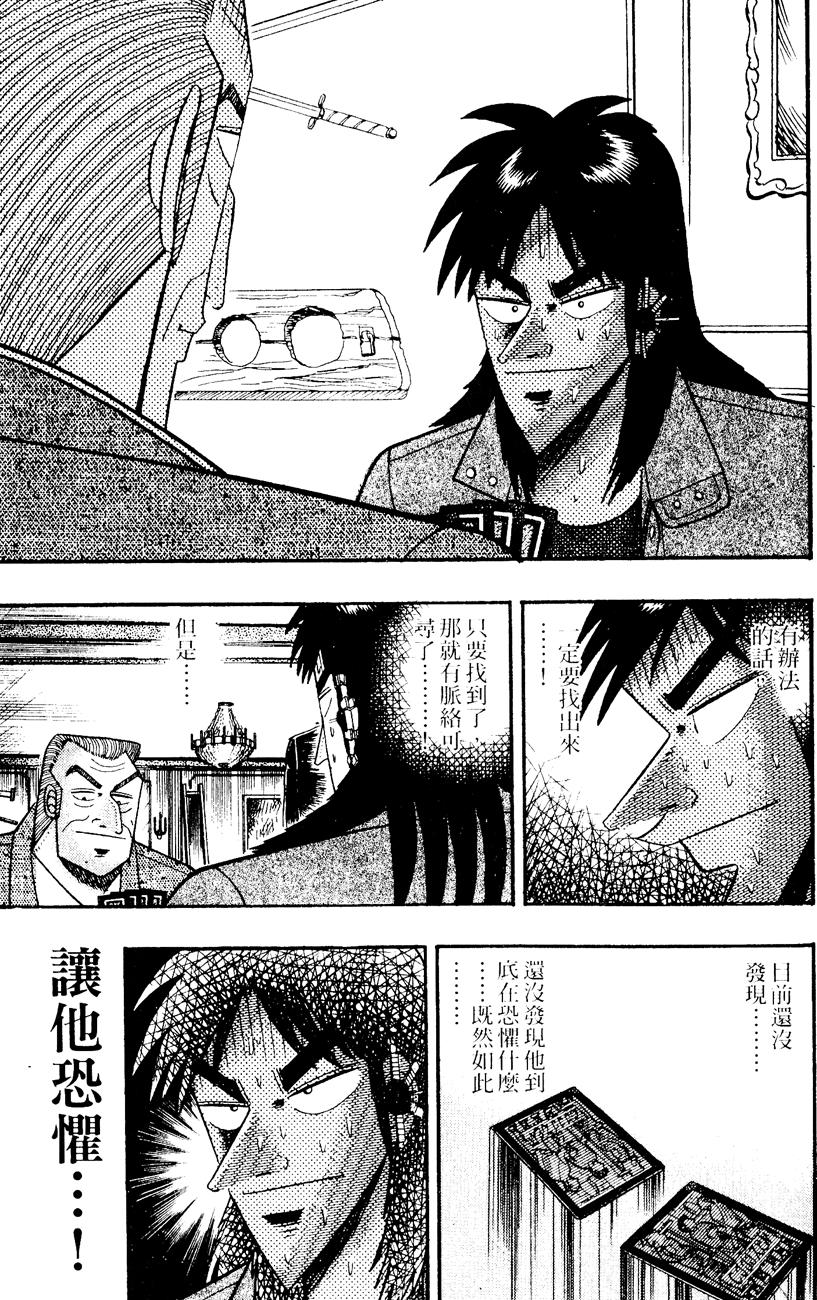 有辦法
的話，
一定要找出來
……！
只要找到了，
那就有脈絡可
尋了………！
但是……
目前還沒
發現………
還沒發現他到
底在恐懼什麼
……既然如此
……
讓他恐懼…！